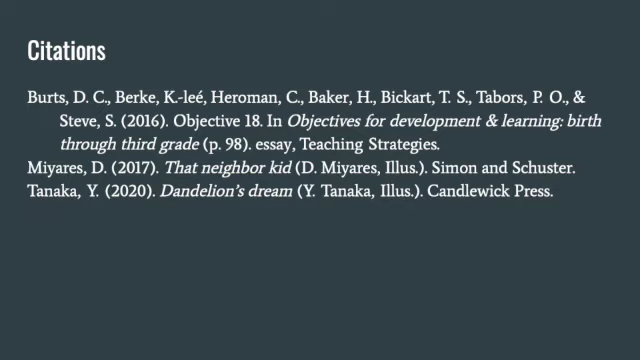 Citations
Burts, D. C., Berke, K.-leé, Heroman, C., Baker, H., Bickart, T. S., Tabors, P. O., &
Steve, S. (2016). Objective 18. In Objectives for development & learning: birth
through third grade (p. 98). essay, Teaching Strategies.
Miyares, D. (2017). That neighbor kid (D. Miyares, Illus.). Simon and Schuster.
Tanaka, Y. (2020). Dandelion's dream (Y. Tanaka, Illus.). Candlewick Press.